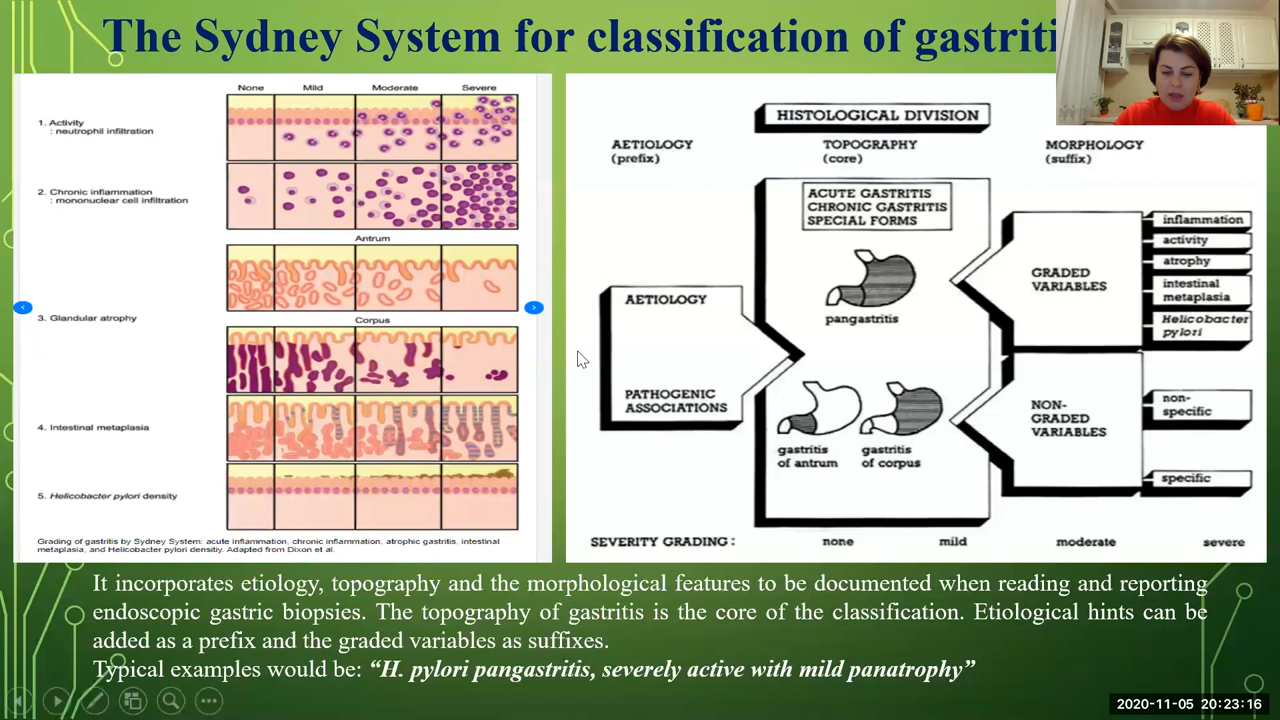 The Sydney System for classification of gastriti
None Mild Moderate Severe
1. Activity
: neutrophil infiltration
2. Chronic inflammation
: mononuclear cell infiltration
Antrum
3. Glandular atrophy
Corpus
4. Intestinal metaplasia
5. Helicobacter pylori density
Grading of gastritis by Sydney System: acute inflammation, chronic inflammation, atrophic gastritis, intestinal
metaplasia, and Helicobacter pylori densitiy. Adapted from Dixon et al.
HISTOLOGICAL DIVISION
AETIOLOGY
(prefix)
TOPOGRAPHY
(core)
MORPHOLOGY
(suffix)
ACUTE GASTRITIS
CHRONIC GASTRITIS
SPECIAL FORMS
pangastritis
AETIOLOGY
PATHOGENIC
ASSOCIATIONS
gastritis
of antrum
gastritis
of corpus
GRADED
VARIABLES
inflammation
activity
atrophy
intestinal
metaplasia
Helicobacter
pylori
NON-
GRADED
VARIABLES
non-
specific
specific
SEVERITY GRADING: none mild moderate severe
It incorporates etiology, topography and the morphological features to be documented when reading and reporting
endoscopic gastric biopsies. The topography of gastritis is the core of the classification. Etiological hints can be
added as a prefix and the graded variables as suffixes.
Typical examples would be: “H. pylori pangastritis, severely active with mild panatrophy”
2020-11-05 20:23:16